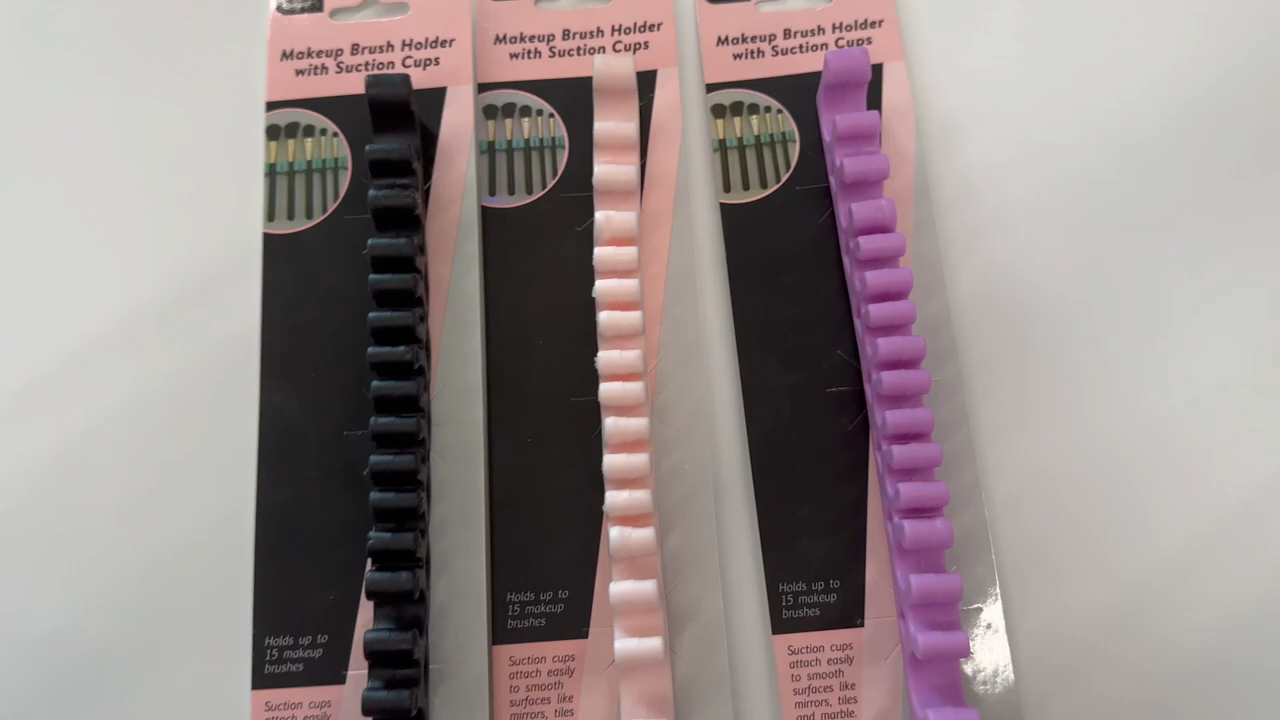 Makeup Brush Holder
with Suction Cups
Holds up to
15 makeup
brushes
Suction cups
attach easily
Makeup Brush Holder
with Suction Cups
Holds up to
15 makeup
brushes
Suction cups
attach easily
to smooth
surfaces like
mirrors, tiles
Makeup Brush Holder
with Suction Cups
Holds up to
15 makeup
brushes
Suction cups
attach easily
to smooth
surfaces like
mirrors, tiles
and marble.